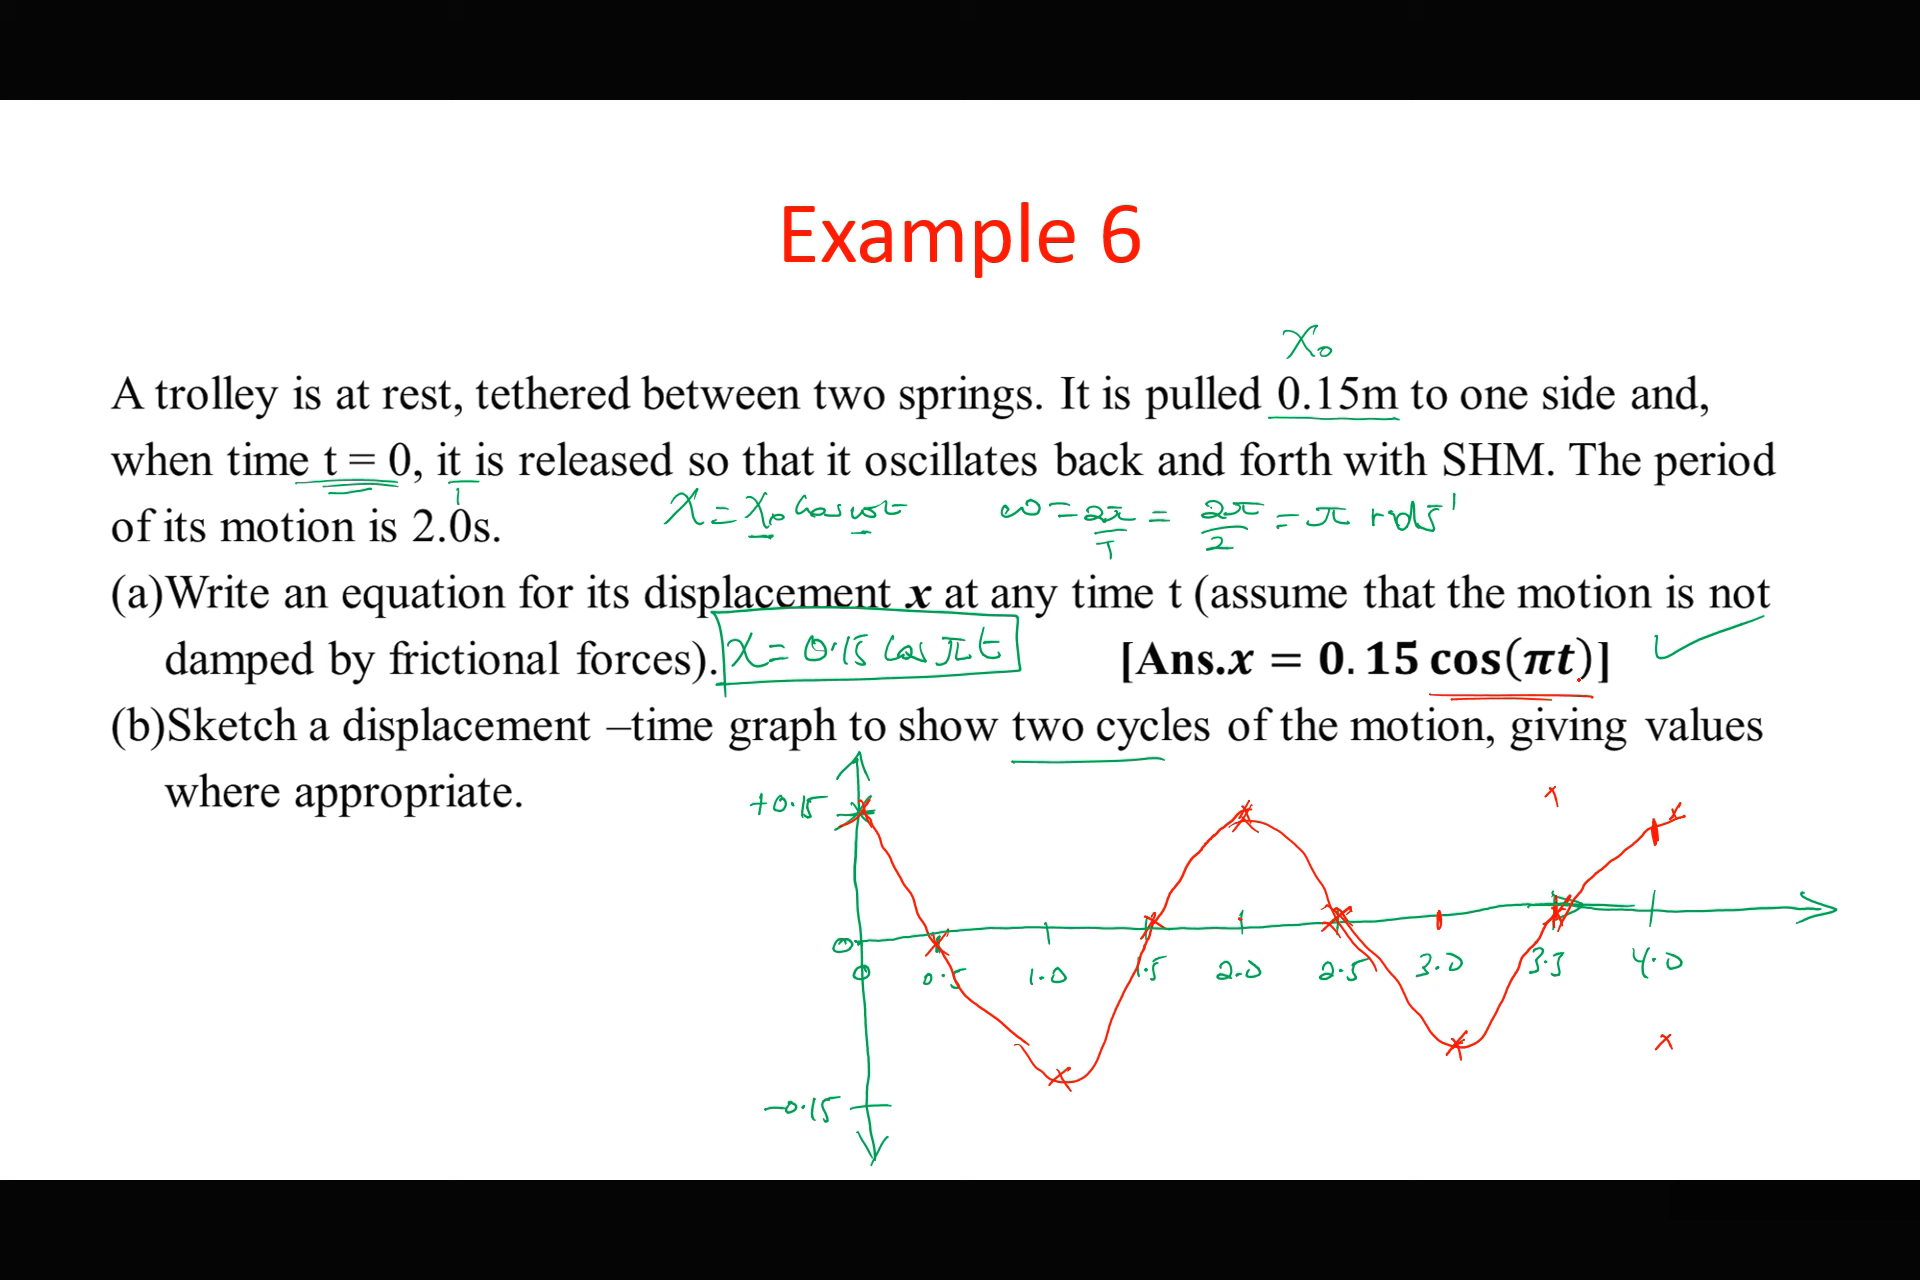 Example 6
x₀
A trolley is at rest, tethered between two springs. It is pulled 0.15m to one side and,
when time t = 0, it is released so that it oscillates back and forth with SHM. The period
of its motion is 2.0s.
x = x₀ cos ωt    ω = 2π/T = 2π/2 = π rads⁻¹
(a)Write an equation for its displacement x at any time t (assume that the motion is not
damped by frictional forces). x = 0.15 cos πt [Ans.x = 0.15 cos(πt)]
(b)Sketch a displacement –time graph to show two cycles of the motion, giving values
where appropriate.
+0.15
0
0 0.5 1.0 1.5 2.0 2.5 3.0 3.5 4.0
-0.15